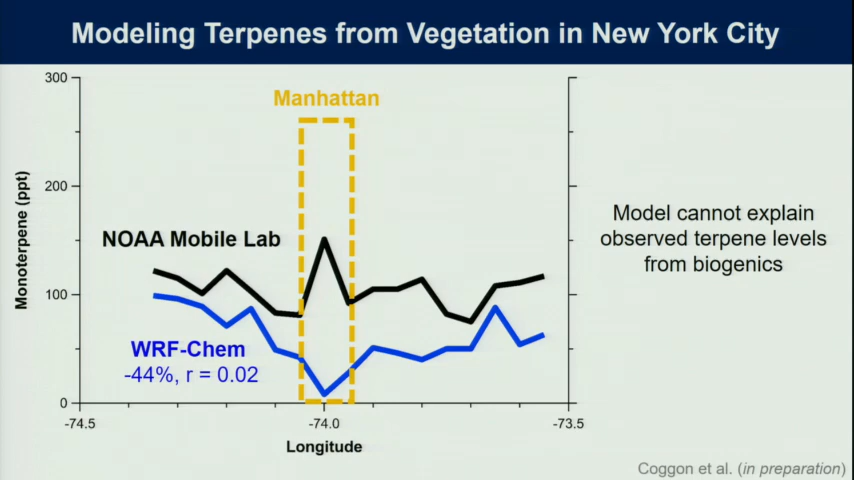 Modeling Terpenes from Vegetation in New York City
300
200
100
0
Monoterpene (ppt)
Manhattan
NOAA Mobile Lab
WRF-Chem
-44%, r = 0.02
-74.5
-74.0
-73.5
Longitude
Model cannot explain
observed terpene levels
from biogenics
Coggon et al. (in preparation)